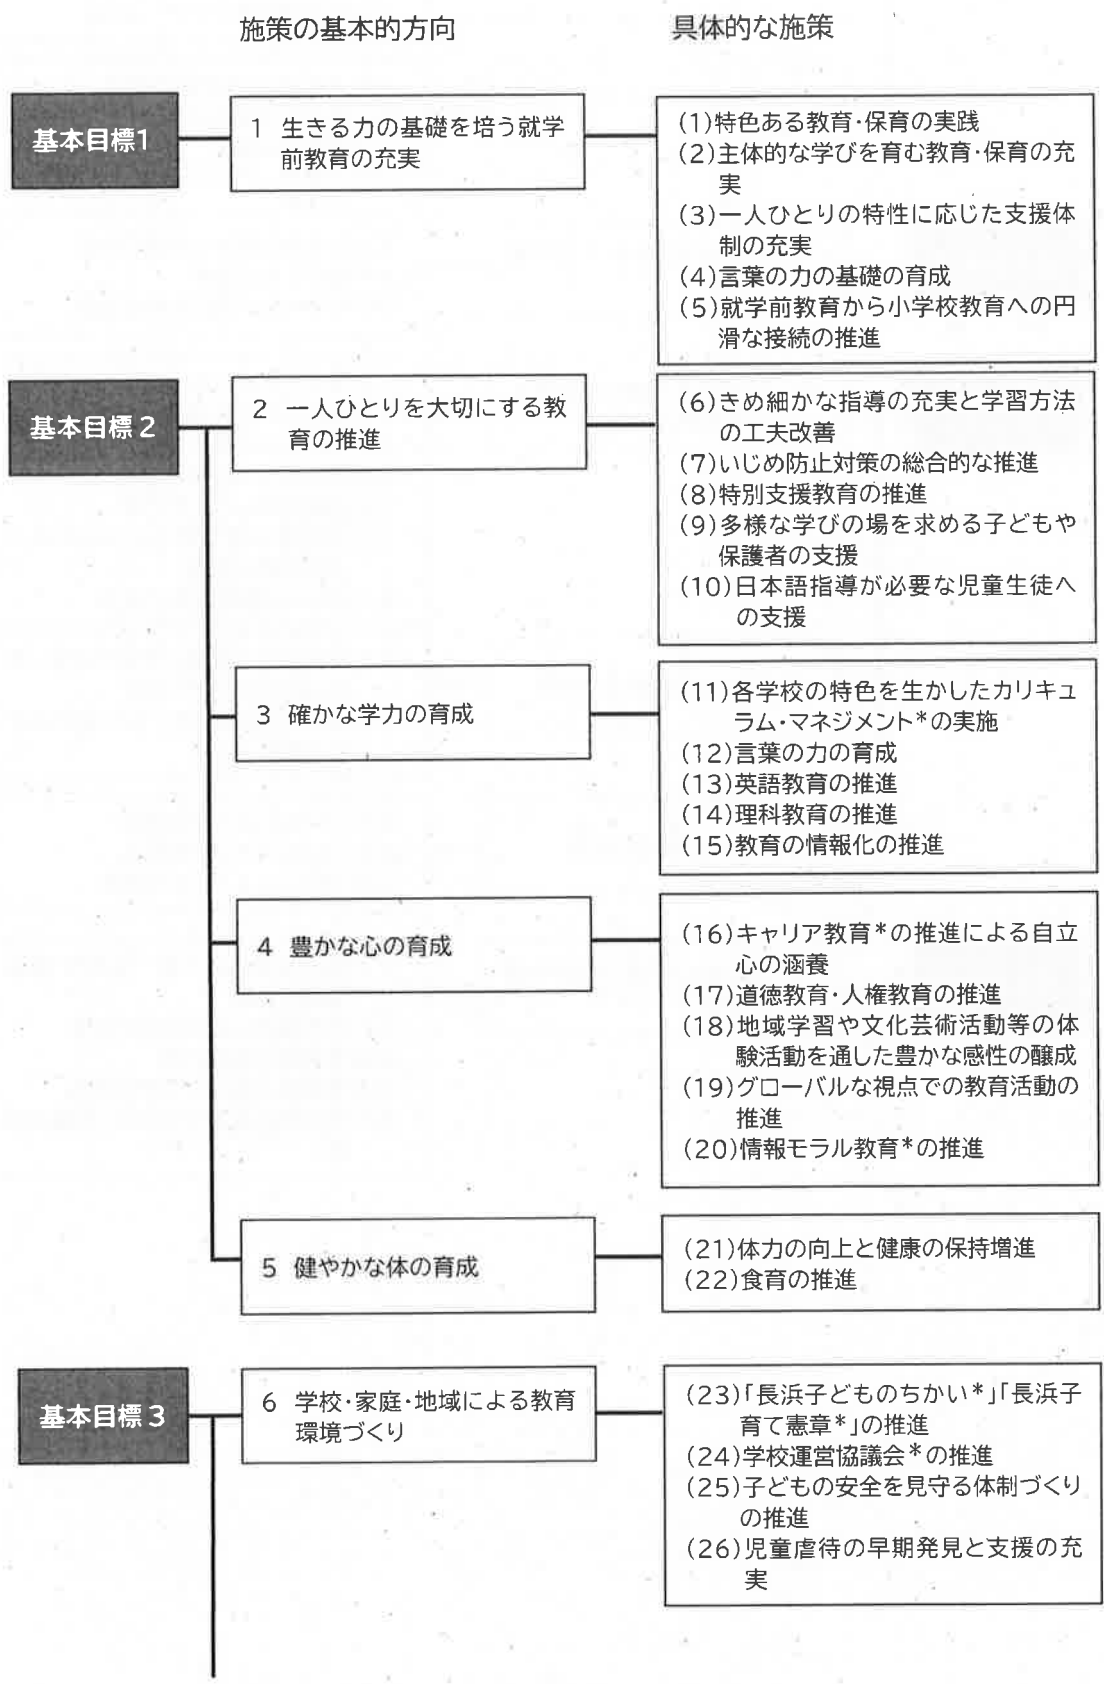 施策の基本的方向
具体的な施策
基本目標1
1 生きる力の基礎を培う就学
前教育の充実
(1)特色ある教育・保育の実践
(2)主体的な学びを育む教育・保育の充
実
(3)一人ひとりの特性に応じた支援体
制の充実
(4)言葉の力の基礎の育成
(5)就学前教育から小学校教育への円
滑な接続の推進
基本目標2
2 一人ひとりを大切にする教
育の推進
(6)きめ細かな指導の充実と学習方法
の工夫改善
(7)いじめ防止対策の総合的な推進
(8)特別支援教育の推進
(9)多様な学びの場を求める子どもや
保護者の支援
(10)日本語指導が必要な児童生徒へ
の支援
3 確かな学力の育成
(11)各学校の特色を生かしたカリキュ
ラム・マネジメント*の実施
(12)言葉の力の育成
(13)英語教育の推進
(14)理科教育の推進
(15)教育の情報化の推進
4 豊かな心の育成
(16)キャリア教育*の推進による自立
心の涵養
(17)道徳教育・人権教育の推進
(18)地域学習や文化芸術活動等の体
験活動を通した豊かな感性の醸成
(19)グローバルな視点での教育活動の
推進
(20)情報モラル教育*の推進
5 健やかな体の育成
(21)体力の向上と健康の保持増進
(22)食育の推進
基本目標3
6 学校・家庭・地域による教育
環境づくり
(23)「長浜子どものちかい*」「長浜子
育て憲章*」の推進
(24)学校運営協議会*の推進
(25)子どもの安全を見守る体制づくり
の推進
(26)児童虐待の早期発見と支援の充
実